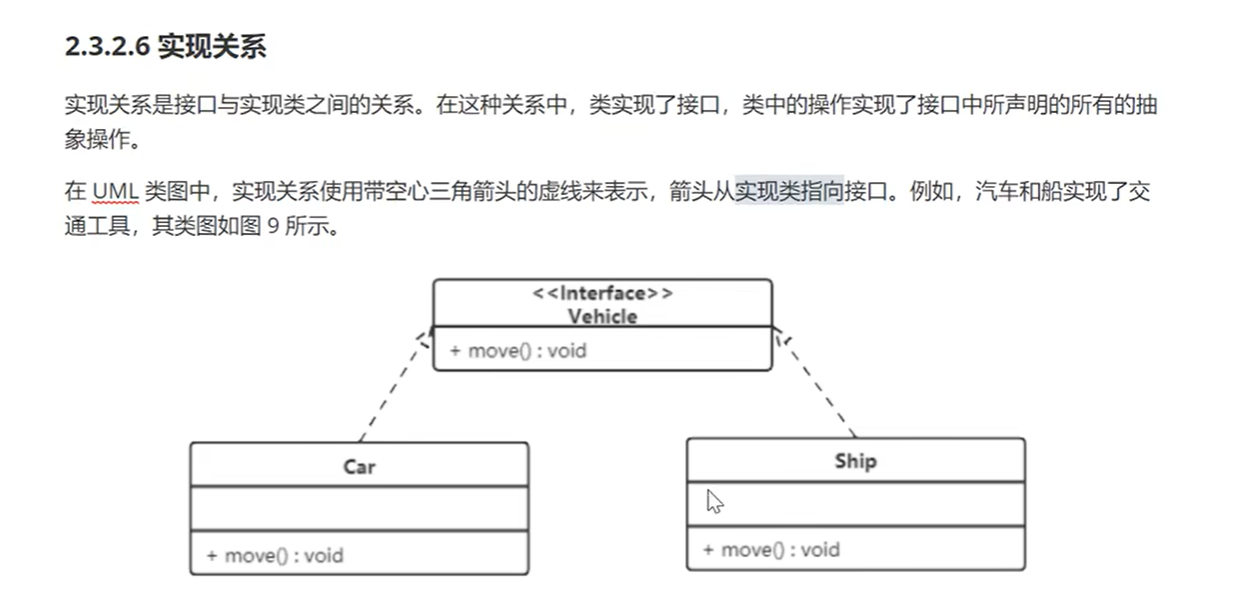 2.3.2.6 实现关系
实现关系是接口与实现类之间的关系。在这种关系中，类实现了接口，类中的操作实现了接口中所声明的所有的抽
象操作。
在 UML 类图中，实现关系使用带空心三角箭头的虚线来表示，箭头从实现类指向接口。例如，汽车和船实现了交
通工具，其类图如图 9 所示。
<<Interface>>
Vehicle
+ move() : void
Car
+ move() : void
Ship
+ move() : void